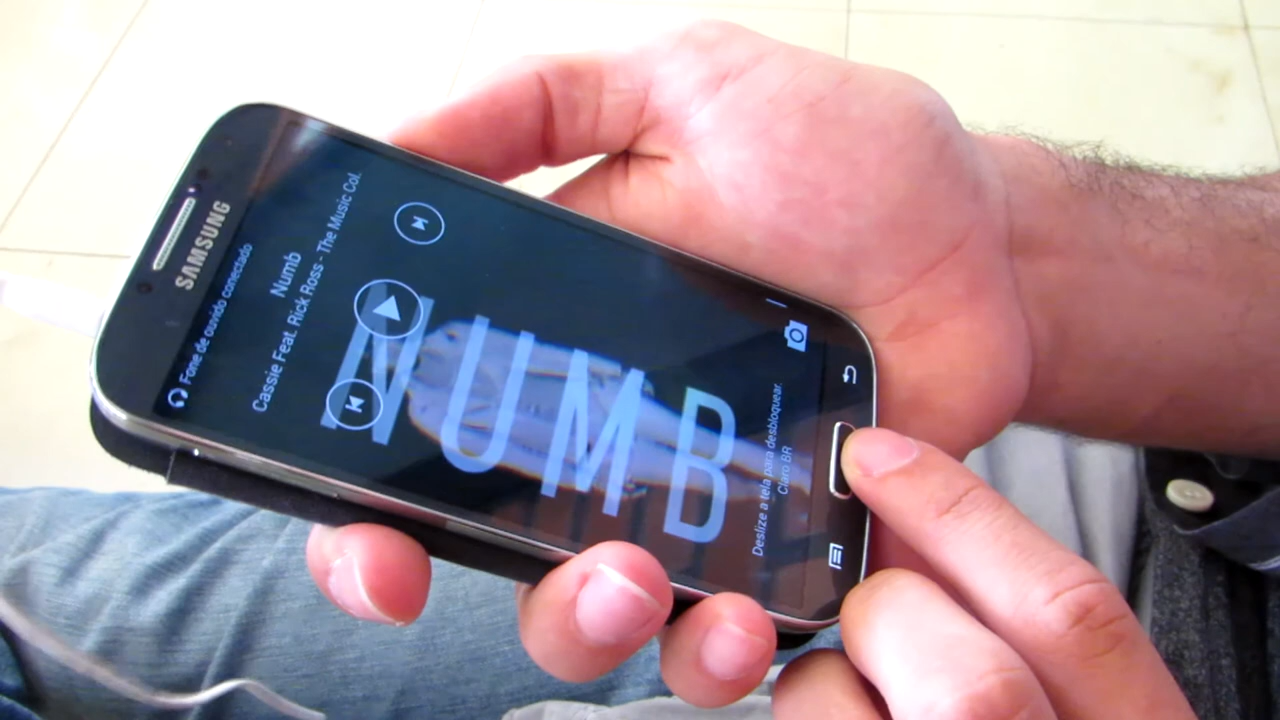 SAMSUNG
Fone de ouvido conectado
Numb
Cassie Feat. Rick Ross - The Music Col.
NUMB
Deslize a tela para desbloquear.
Claro BR